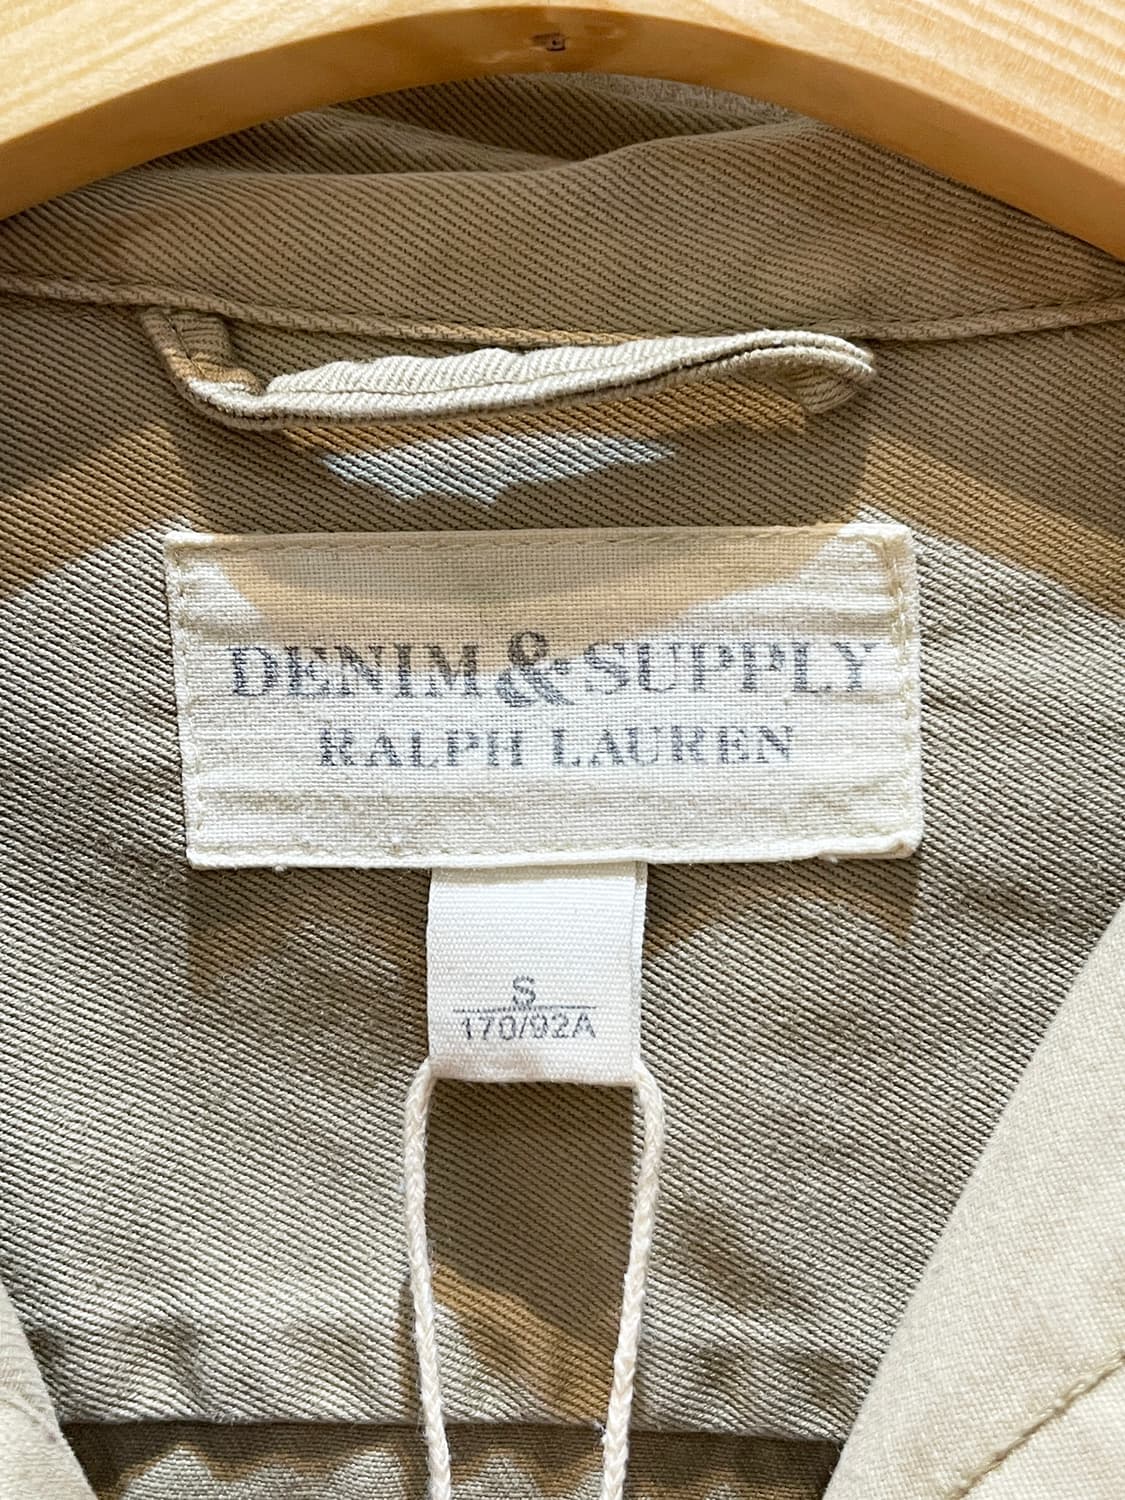 DENIM & SUPPLY
RALPH LAUREN
S
170/92A